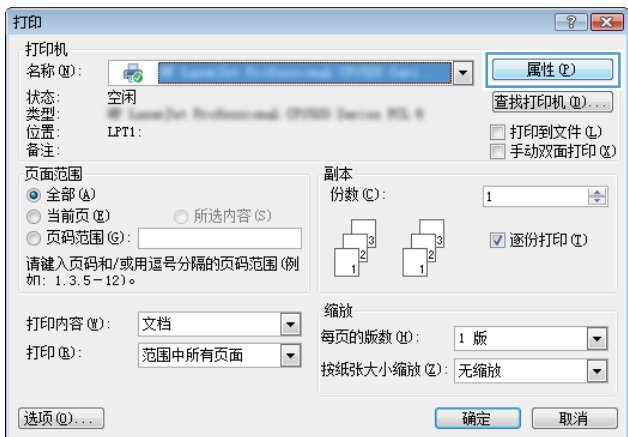 打印
打印机
名称(N):
属性(P)
状态: 空闲
查找打印机(D)...
类型:
位置: LPT1:
打印到文件(L)
备注:
手动双面打印(X)
页面范围
全部(A)
当前页(E) 所选内容(S)
页码范围(G):
请键入页码和/或用逗号分隔的页码范围(例
如: 1.3.5-12)。
副本
份数(C): 1
3 3
2 2
1 1
逐份打印(T)
打印内容(W): 文档
打印(R): 范围中所有页面
缩放
每页的版数(H): 1 版
按纸张大小缩放(Z): 无缩放
选项(O)... 确定 取消